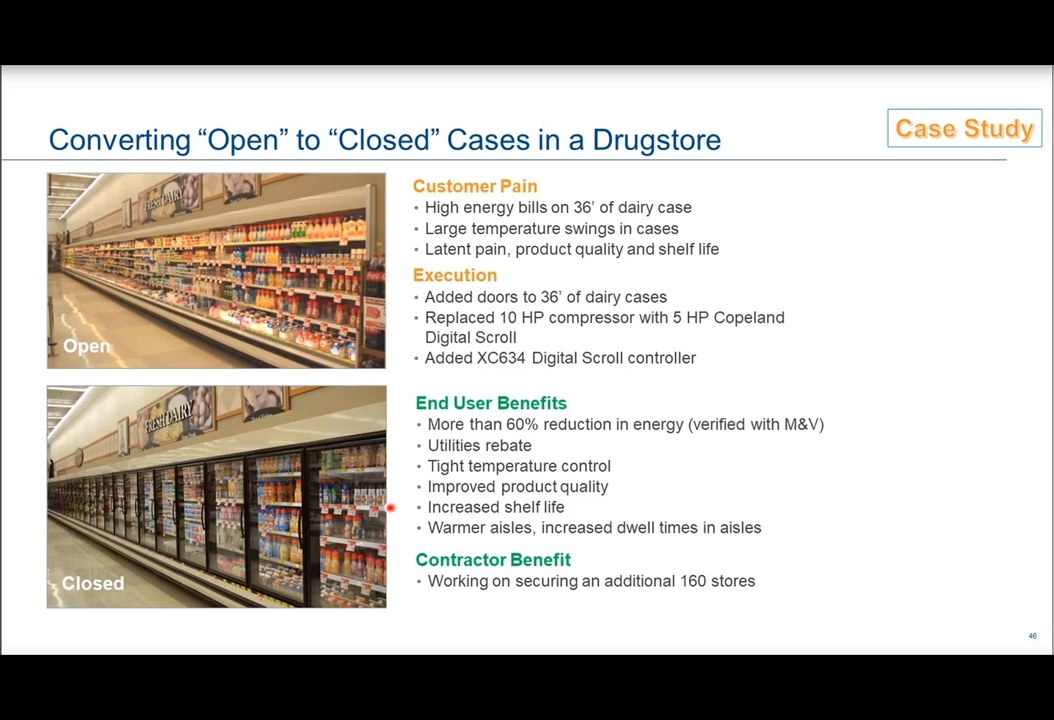 Converting “Open” to “Closed” Cases in a Drugstore
Case Study
FRESH DAIRY
Open
Customer Pain
• High energy bills on 36’ of dairy case
• Large temperature swings in cases
• Latent pain, product quality and shelf life
Execution
• Added doors to 36’ of dairy cases
• Replaced 10 HP compressor with 5 HP Copeland
Digital Scroll
• Added XC634 Digital Scroll controller
FRESH DAIRY
Closed
End User Benefits
• More than 60% reduction in energy (verified with M&V)
• Utilities rebate
• Tight temperature control
• Improved product quality
• Increased shelf life
• Warmer aisles, increased dwell times in aisles
Contractor Benefit
• Working on securing an additional 160 stores
46